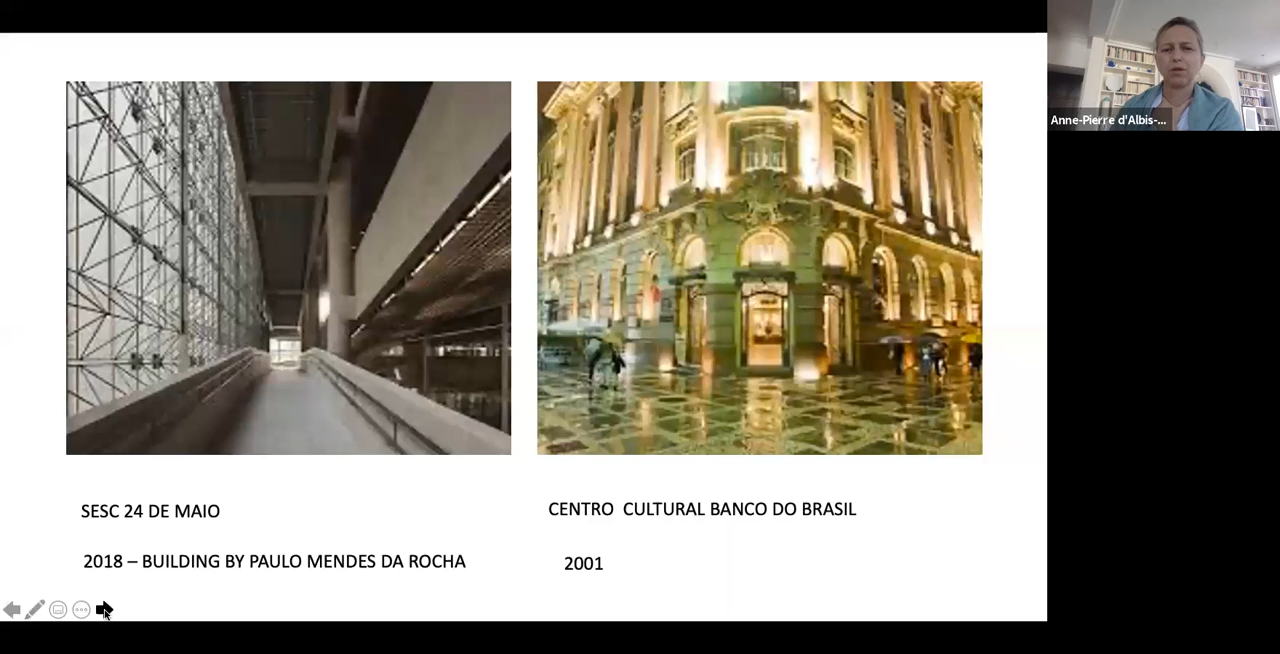 Anne-Pierre d'Albis-...
SESC 24 DE MAIO
2018 – BUILDING BY PAULO MENDES DA ROCHA
CENTRO CULTURAL BANCO DO BRASIL
2001